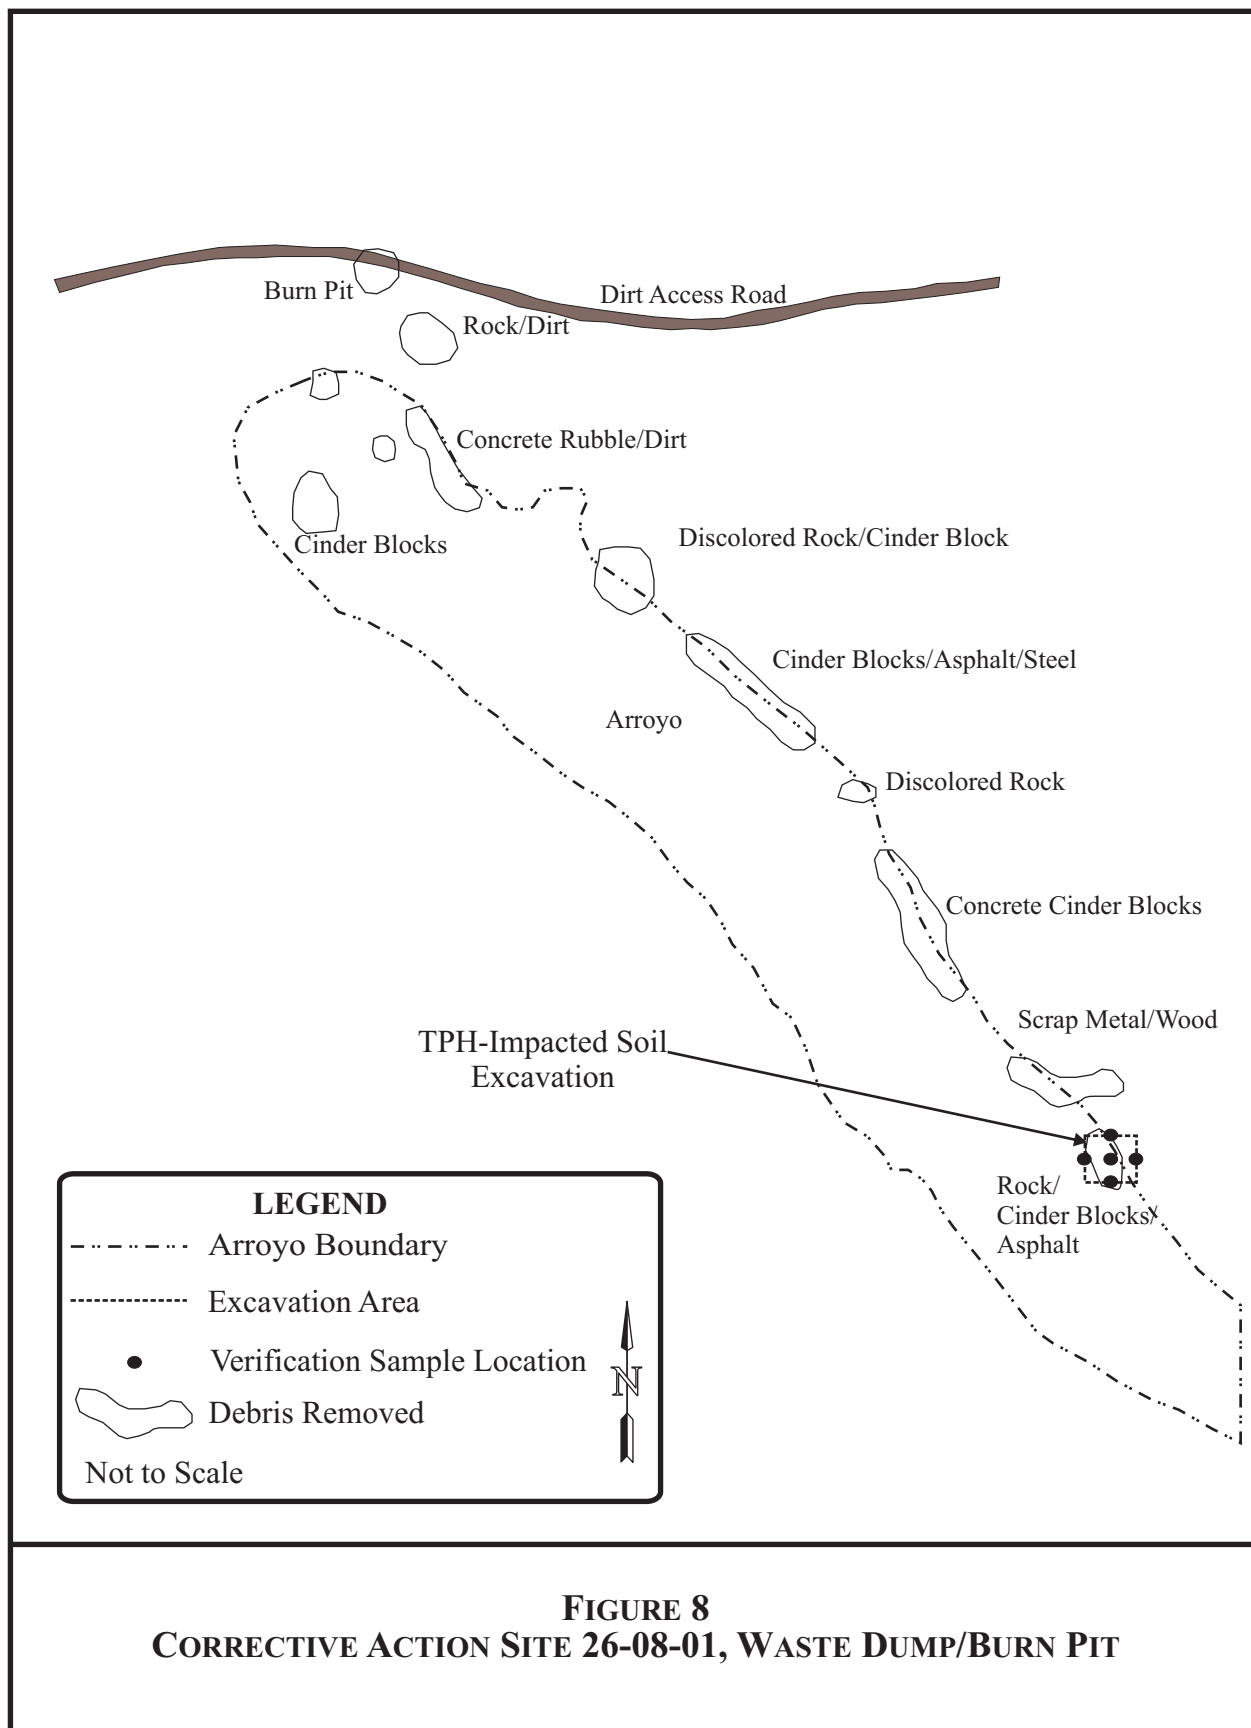 Burn Pit
Dirt Access Road
Rock/Dirt
Concrete Rubble/Dirt
Cinder Blocks
Discolored Rock/Cinder Block
Cinder Blocks/Asphalt/Steel
Arroyo
Discolored Rock
Concrete Cinder Blocks
Scrap Metal/Wood
TPH-Impacted Soil
Excavation
Rock/
Cinder Blocks/
Asphalt
LEGEND
Arroyo Boundary
Excavation Area
Verification Sample Location
Debris Removed
N
Not to Scale
FIGURE 8
CORRECTIVE ACTION SITE 26-08-01, WASTE DUMP/BURN PIT